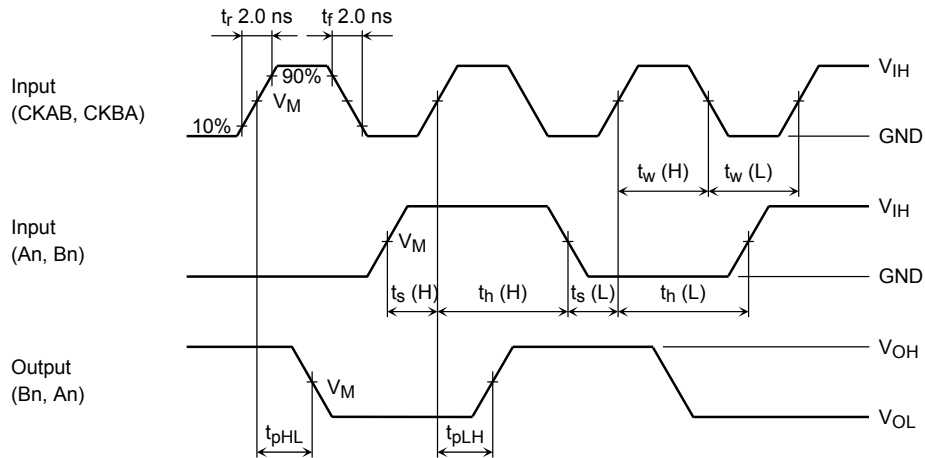 tr 2.0 ns
tf 2.0 ns
Input
(CKAB, CKBA)
90%
VM
10%
VIH
GND
tw (H)
tw (L)
Input
(An, Bn)
VM
VIH
GND
ts (H)
th (H)
ts (L)
th (L)
Output
(Bn, An)
VM
VOH
VOL
tpHL
tpLH